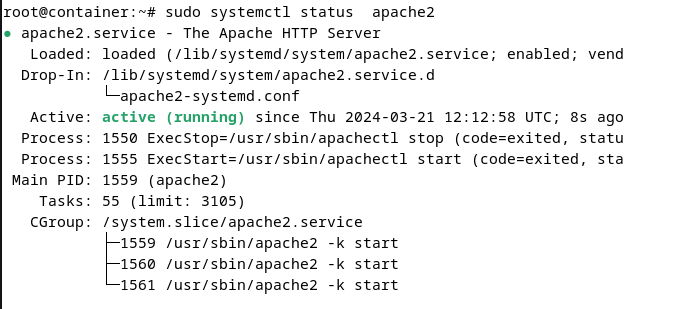 root@container:~# sudo systemctl status  apache2
● apache2.service - The Apache HTTP Server
   Loaded: loaded (/lib/systemd/system/apache2.service; enabled; vend
  Drop-In: /lib/systemd/system/apache2.service.d
           └─apache2-systemd.conf
   Active: active (running) since Thu 2024-03-21 12:12:58 UTC; 8s ago
  Process: 1550 ExecStop=/usr/sbin/apachectl stop (code=exited, statu
  Process: 1555 ExecStart=/usr/sbin/apachectl start (code=exited, sta
 Main PID: 1559 (apache2)
    Tasks: 55 (limit: 3105)
   CGroup: /system.slice/apache2.service
           ├─1559 /usr/sbin/apache2 -k start
           ├─1560 /usr/sbin/apache2 -k start
           └─1561 /usr/sbin/apache2 -k start